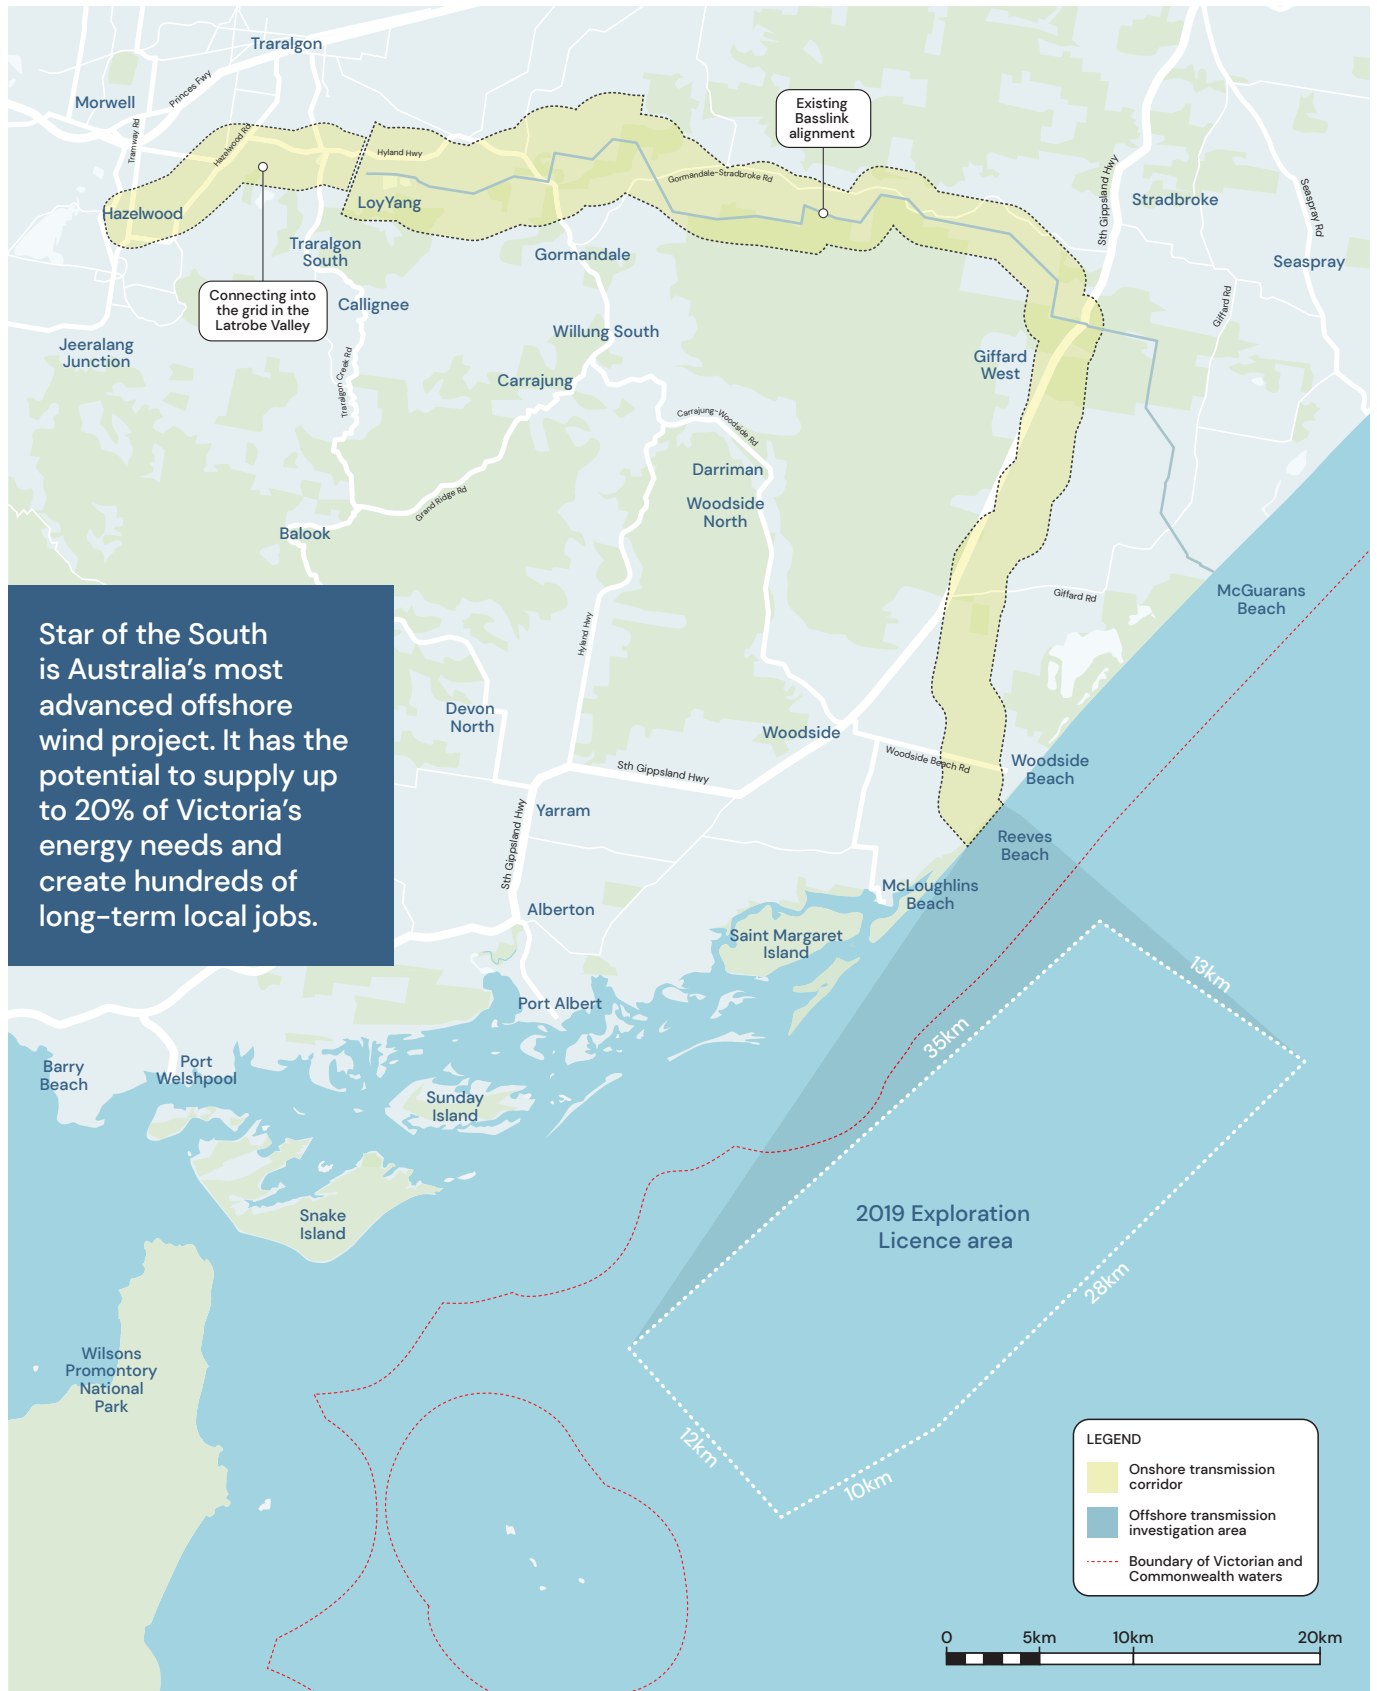 Traralgon
Morwell
Princes Fwy
Tramway Rd
Hazelwood Rd
Existing
Basslink
alignment
Hyland Hwy
Gormandale-Stradbroke Rd
Sth Gippsland Hwy
Stradbroke
Seaspray Rd
Seaspray
Hazelwood
LoyYang
Traralgon
South
Gormandale
Giffard Rd
Connecting into
the grid in the
Latrobe Valley
Callignee
Willung South
Jeeralang
Junction
Traralgon Creek Rd
Carrajung
Giffard
West
Carrajung-Woodside Rd
Darriman
Woodside
North
Grand Ridge Rd
Balook
Giffard Rd
McGuarans
Beach
Star of the South
is Australia's most
advanced offshore
wind project. It has the
potential to supply up
to 20% of Victoria's
energy needs and
create hundreds of
long-term local jobs.
Hyland Hwy
Devon
North
Woodside
Woodside Beach Rd
Woodside
Beach
Sth Gippsland Hwy
Yarram
Sth Gippsland Hwy
Reeves
Beach
McLoughlins
Beach
Alberton
Saint Margaret
Island
Port Albert
13km
35km
Barry
Beach
Port
Welshpool
Sunday
Island
Snake
Island
2019 Exploration
Licence area
28km
Wilsons
Promontory
National
Park
12km
10km
LEGEND
Onshore transmission
corridor
Offshore transmission
investigation area
Boundary of Victorian and
Commonwealth waters
0 5km 10km 20km